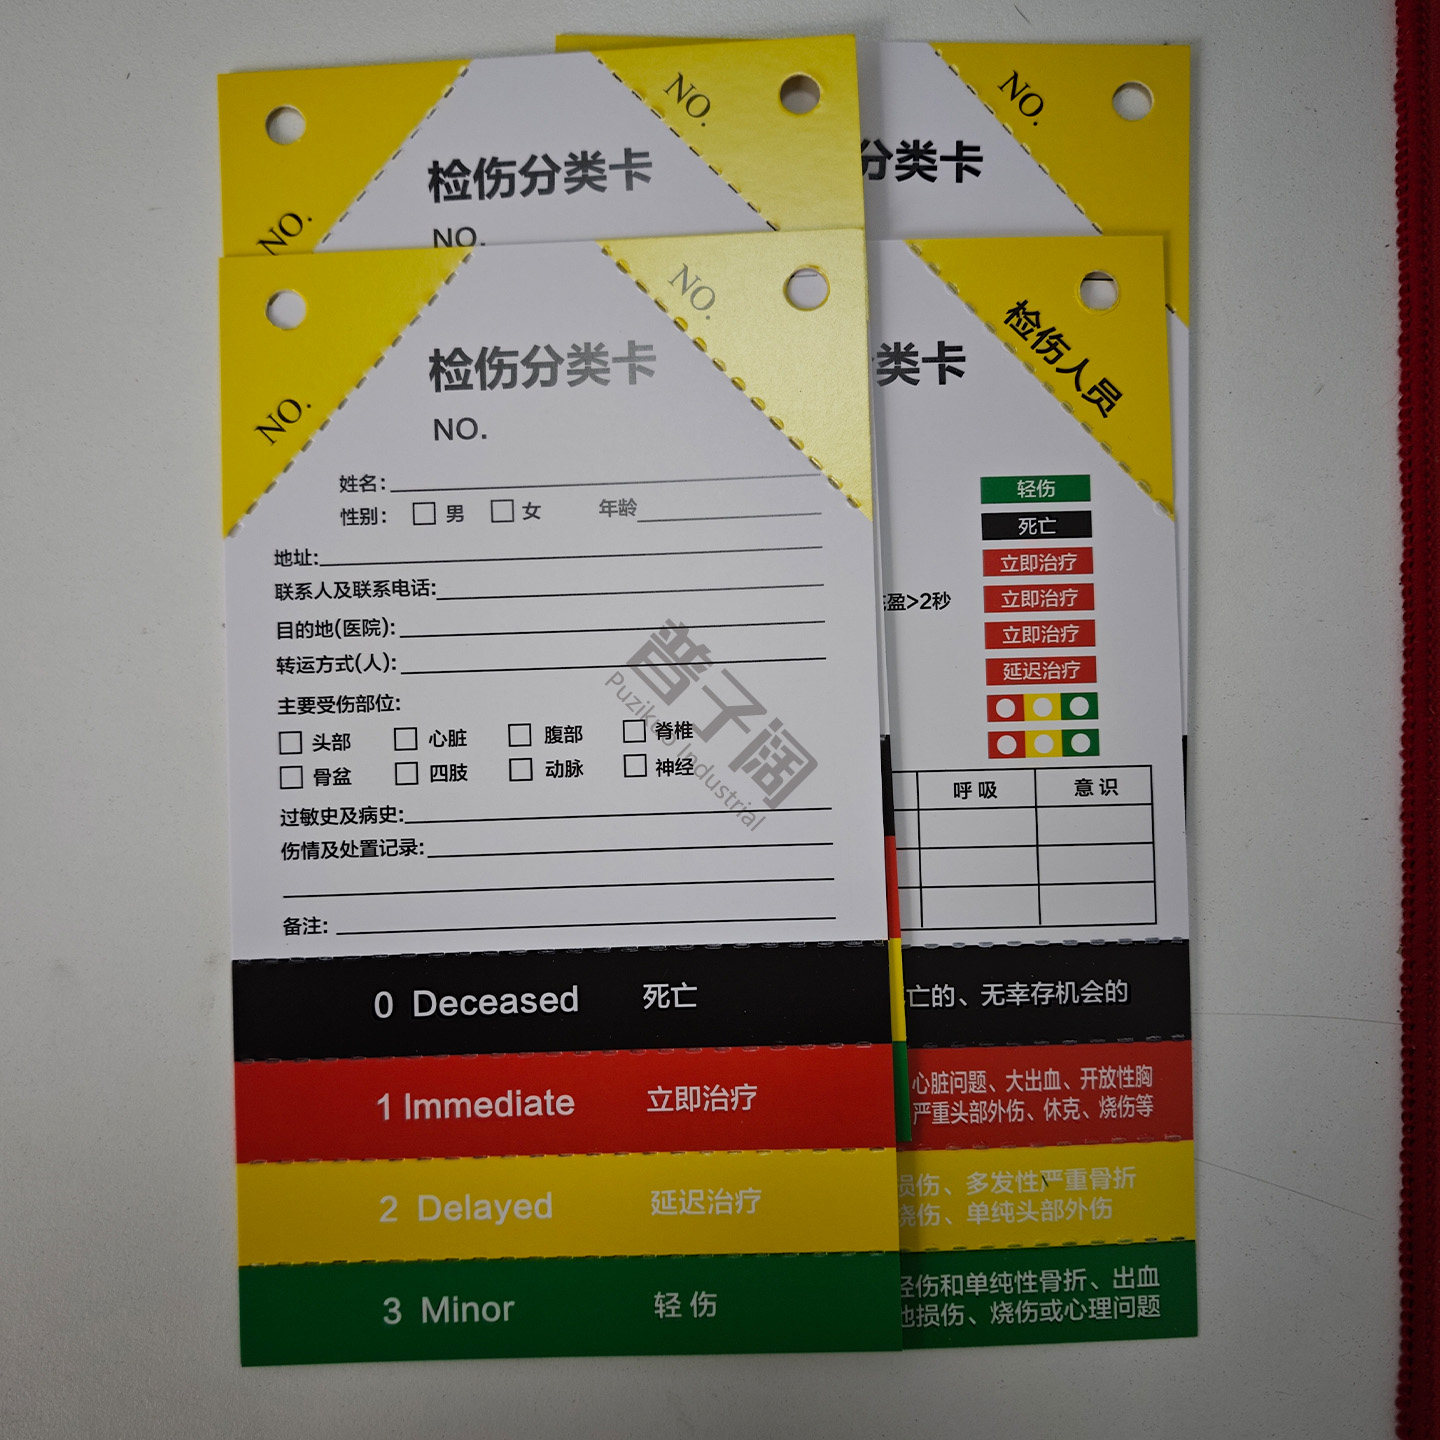 NO.
NO.
检伤分类卡
NO.
NO.
分类卡
NO.
NO.
检伤分类卡
NO.
姓名:
性别: 男 女 年龄
地址:
联系人及联系电话:
目的地(医院):
转运方式(人):
主要受伤部位:
头部 心脏 腹部 脊椎
骨盆 四肢 动脉 神经
过敏史及病史:
伤情及处置记录:
备注:
0 Deceased 死亡
1 Immediate 立即治疗
2 Delayed 延迟治疗
3 Minor 轻伤
普子阔
Puzikuo Industrial
检伤人员
类卡
轻伤
死亡
立即治疗
盈>2秒
立即治疗
立即治疗
延迟治疗
呼吸 意识
亡的、无幸存机会的
心脏问题、大出血、开放性胸
严重头部外伤、休克、烧伤等
损伤、多发性严重骨折
烧伤、单纯头部外伤
轻伤和单纯性骨折、出血
损伤、烧伤或心理问题